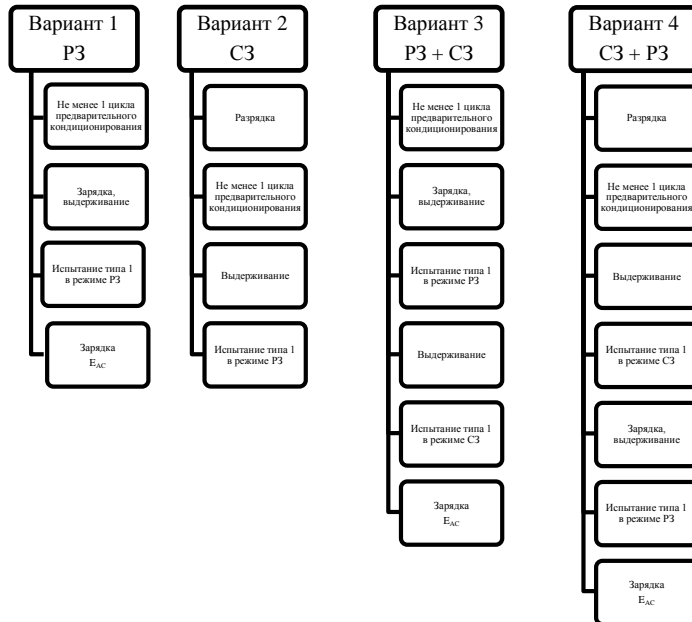 Вариант 1
РЗ
Не менее 1 цикла
предварительного
кондиционирования
Зарядка,
выдерживание
Испытание типа 1
в режиме РЗ
Зарядка
EAC
Вариант 2
СЗ
Разрядка
Не менее 1 цикла
предварительного
кондиционирования
Выдерживание
Испытание типа 1
в режиме РЗ
Вариант 3
РЗ + СЗ
Не менее 1 цикла
предварительного
кондиционирования
Зарядка,
выдерживание
Испытание типа 1
в режиме РЗ
Выдерживание
Испытание типа 1
в режиме СЗ
Зарядка
EAC
Вариант 4
СЗ + РЗ
Разрядка
Не менее 1 цикла
предварительного
кондиционирования
Выдерживание
Испытание типа 1
в режиме СЗ
Зарядка,
выдерживание
Испытание типа 1
в режиме РЗ
Зарядка
EAC